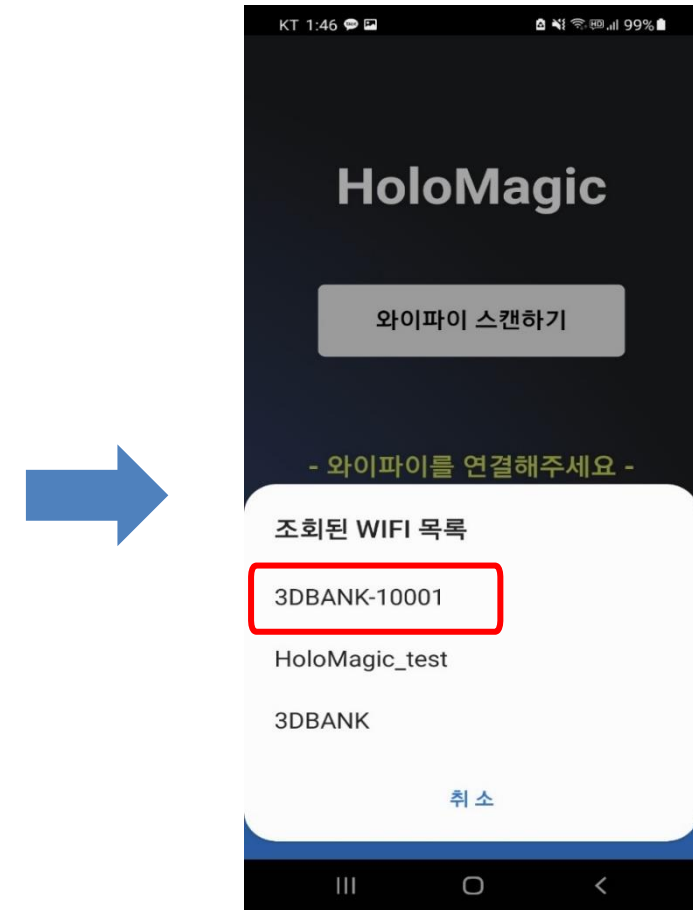 KT 1:46
99%
HoloMagic
와이파이 스캔하기
- 와이파이를 연결해주세요 -
조회된 WIFI 목록
3DBANK-10001
HoloMagic_test
3DBANK
취소